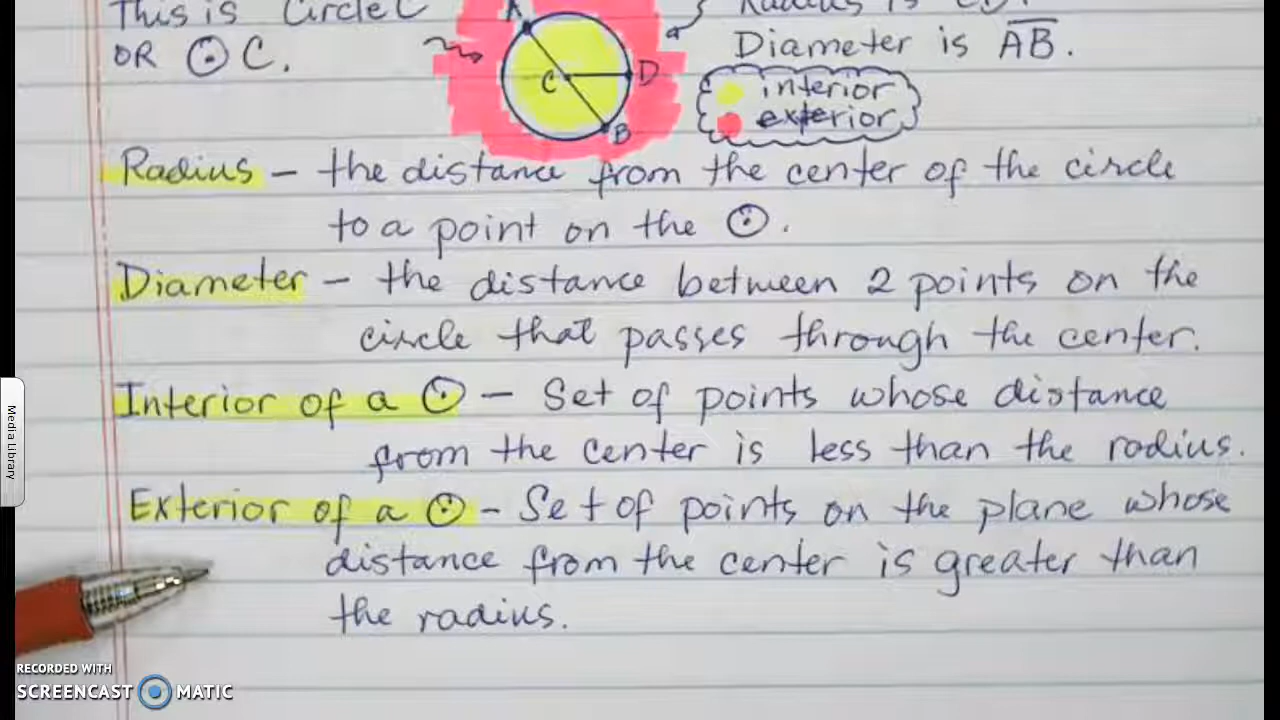 This is Circle C
OR ⊙ C.
A
C
D
B
Radius is CD.
Diameter is AB.
interior
exterior
Radius - the distance from the center of the circle
to a point on the ⊙.
Diameter - the distance between 2 points on the
circle that passes through the center.
Interior of a ⊙ - Set of points whose distance
from the center is less than the radius.
Exterior of a ⊙ - Set of points on the plane whose
distance from the center is greater than
the radius.
Media Library
RECORDED WITH
SCREENCAST MATIC